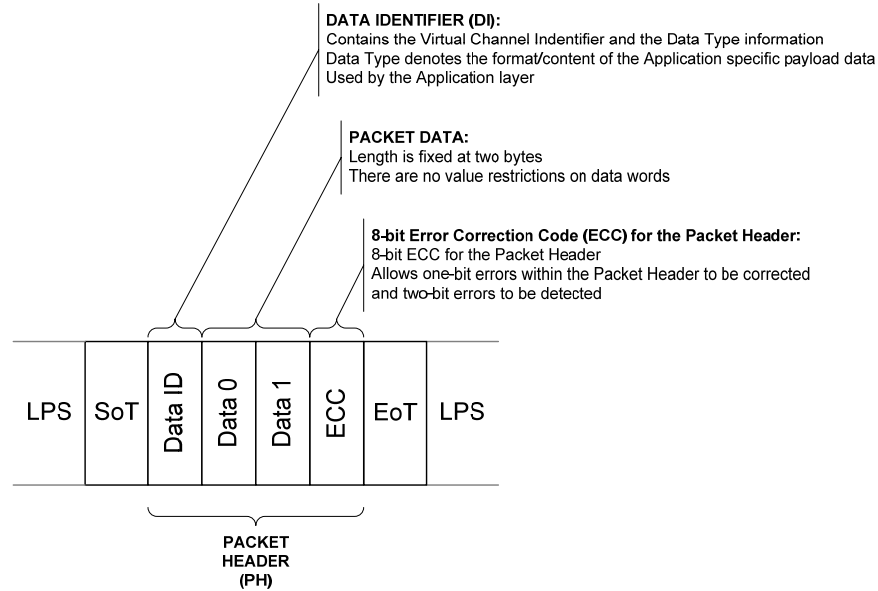 DATA IDENTIFIER (DI):
Contains the Virtual Channel Indentifier and the Data Type information
Data Type denotes the format/content of the Application specific payload data
Used by the Application layer
PACKET DATA:
Length is fixed at two bytes
There are no value restrictions on data words
8-bit Error Correction Code (ECC) for the Packet Header:
8-bit ECC for the Packet Header
Allows one-bit errors within the Packet Header to be corrected
and two-bit errors to be detected
LPS
SoT
Data ID
Data 0
Data 1
ECC
EoT
LPS
PACKET
HEADER
(PH)